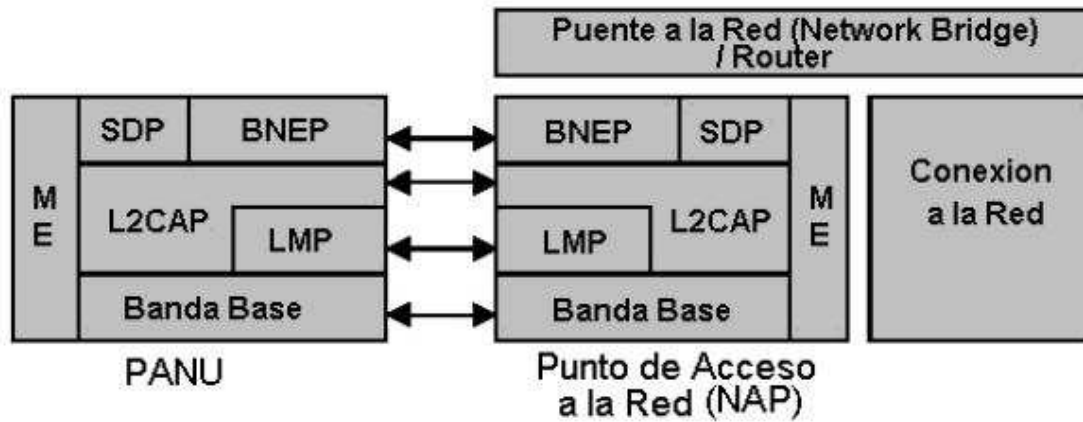 Puente a la Red (Network Bridge)
/ Router
M
E
SDP
BNEP
L2CAP
LMP
Banda Base
PANU
BNEP
SDP
LMP
L2CAP
Banda Base
M
E
Punto de Acceso
a la Red (NAP)
Conexion
a la Red